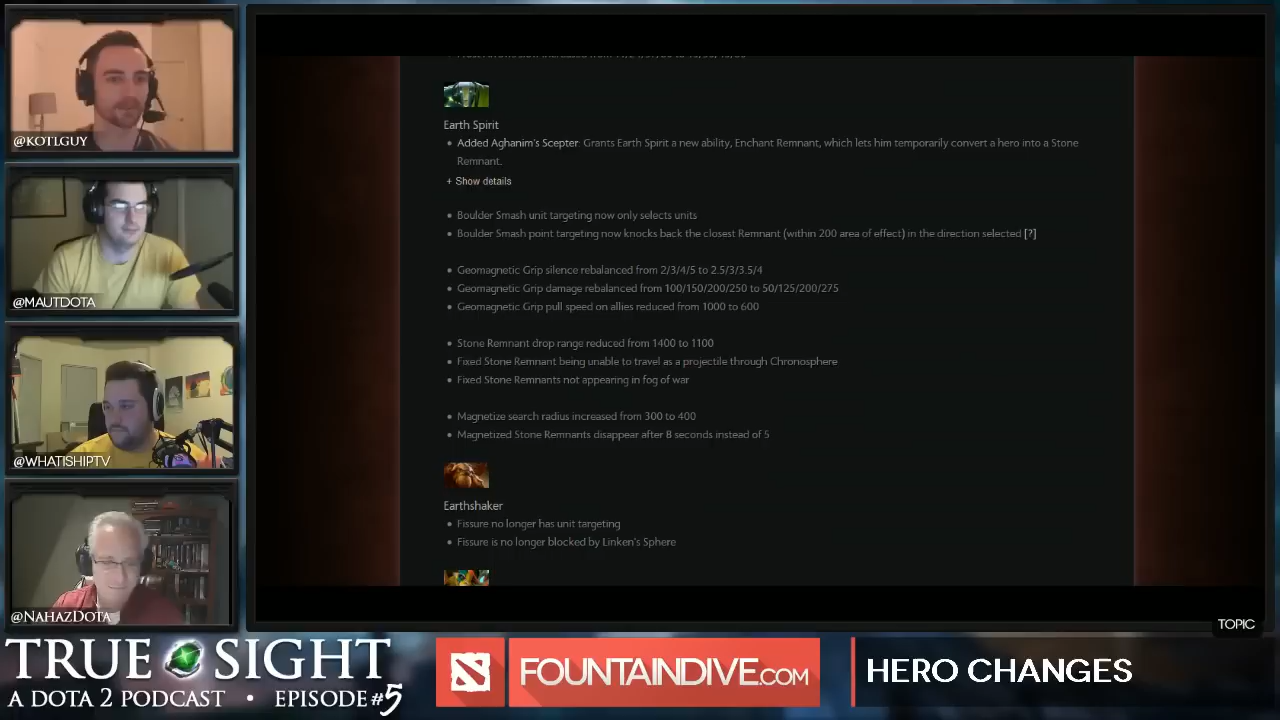 @KOTLGUY
@MAUTDOTA
@WHATISHIPTV
@NAHAZDOTA
Earth Spirit
• Added Aghanim's Scepter: Grants Earth Spirit a new ability, Enchant Remnant, which lets him temporarily convert a hero into a Stone
Remnant.
+ Show details
• Boulder Smash unit targeting now only selects units
• Boulder Smash point targeting now knocks back the closest Remnant (within 200 area of effect) in the direction selected [?]
• Geomagnetic Grip silence rebalanced from 2/3/4/5 to 2.5/3/3.5/4
• Geomagnetic Grip damage rebalanced from 100/150/200/250 to 50/125/200/275
• Geomagnetic Grip pull speed on allies reduced from 1000 to 600
• Stone Remnant drop range reduced from 1400 to 1100
• Fixed Stone Remnant being unable to travel as a projectile through Chronosphere
• Fixed Stone Remnants not appearing in fog of war
• Magnetize search radius increased from 300 to 400
• Magnetized Stone Remnants disappear after 8 seconds instead of 5
Earthshaker
• Fissure no longer has unit targeting
• Fissure is no longer blocked by Linken's Sphere
TOPIC
TRUE SIGHT
A DOTA 2 PODCAST • EPISODE #5
FOUNTAINDIVE.COM
HERO CHANGES